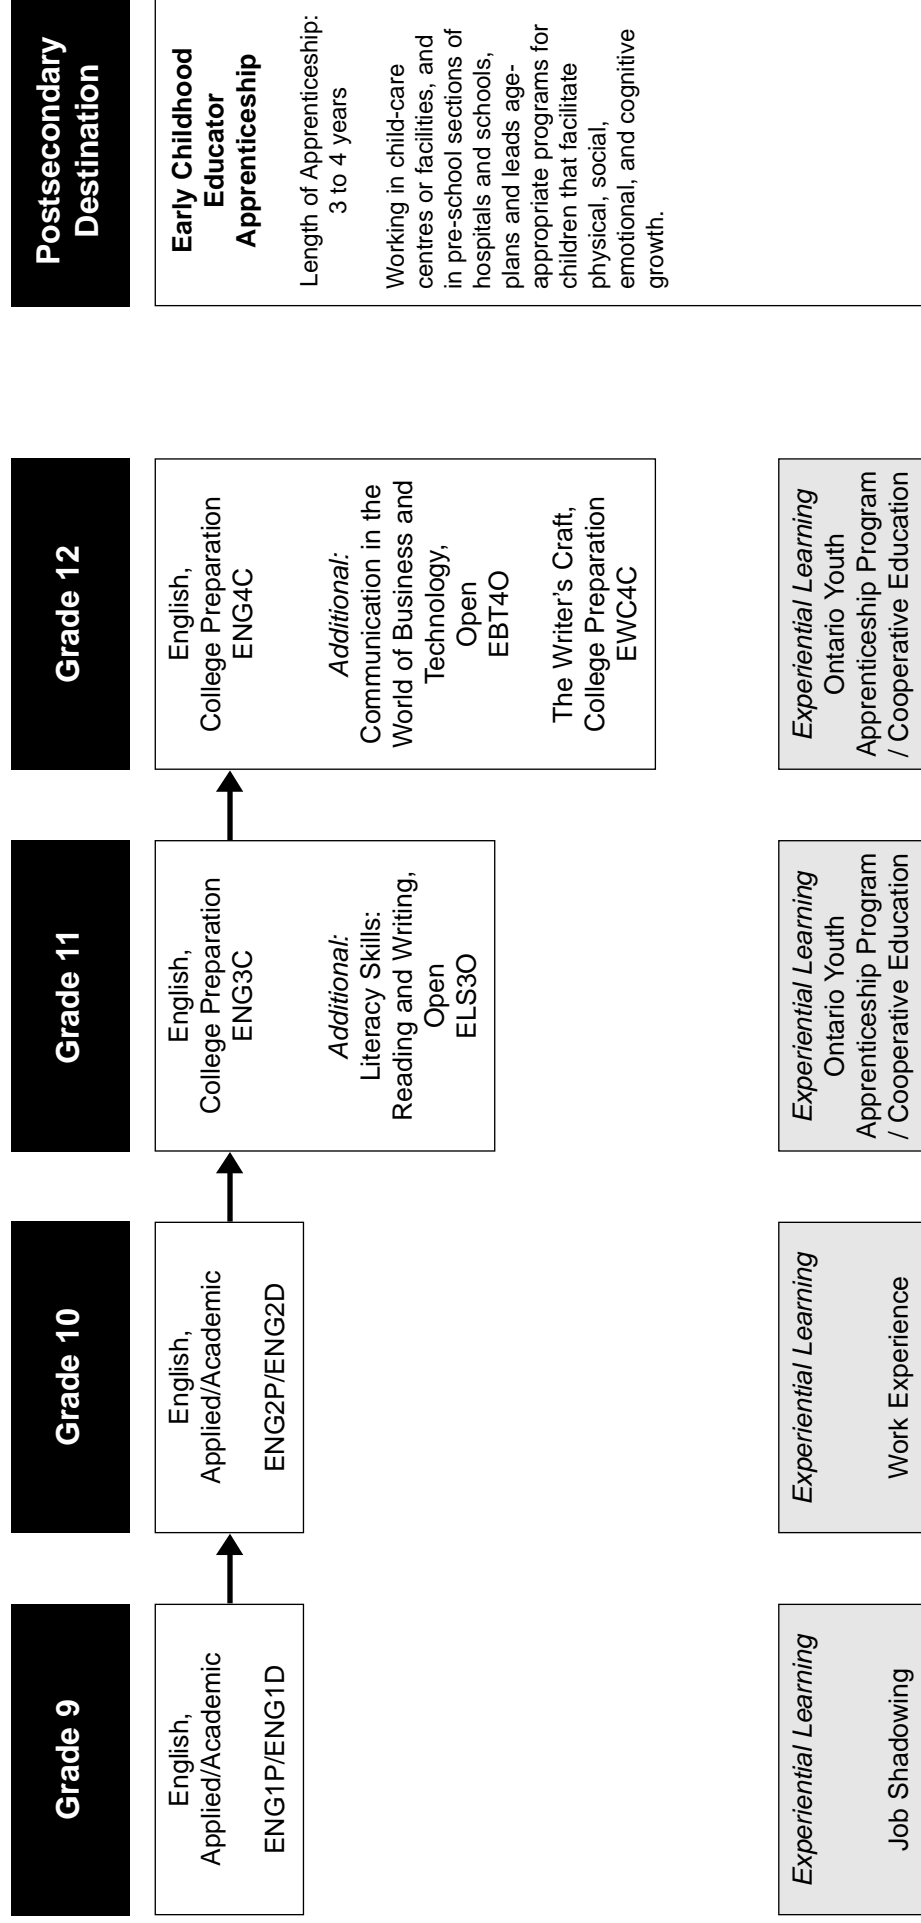 Grade 9
Grade 10
Grade 11
Grade 12
Postsecondary
Destination
English,
Applied/Academic
ENG1P/ENG1D
English,
Applied/Academic
ENG2P/ENG2D
English,
College Preparation
ENG3C
Additional:
Literacy Skills:
Reading and Writing,
Open
ELS3O
English,
College Preparation
ENG4C
Additional:
Communication in the
World of Business and
Technology,
Open
EBT4O
The Writer's Craft,
College Preparation
EWC4C
Early Childhood
Educator
Apprenticeship
Length of Apprenticeship:
3 to 4 years
Working in child-care
centres or facilities, and
in pre-school sections of
hospitals and schools,
plans and leads age-
appropriate programs for
children that facilitate
physical, social,
emotional, and cognitive
growth.
Experiential Learning
Job Shadowing
Experiential Learning
Work Experience
Experiential Learning
Ontario Youth
Apprenticeship Program
/ Cooperative Education
Experiential Learning
Ontario Youth
Apprenticeship Program
/ Cooperative Education